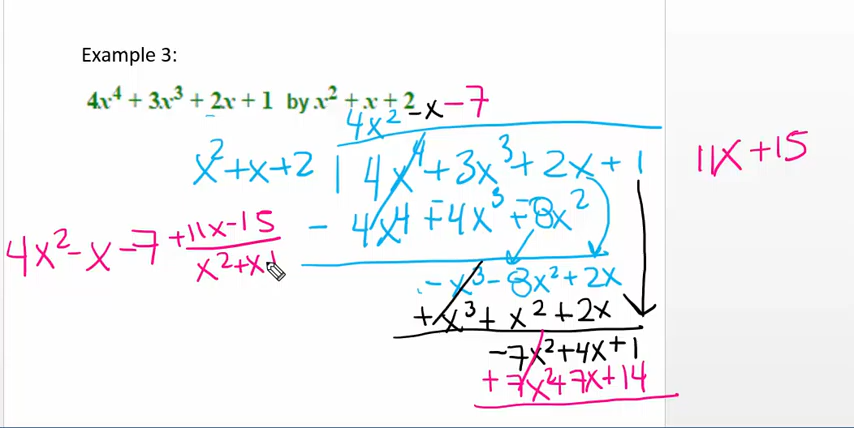 Example 3:
4x⁴ + 3x³ + 2x + 1 by x² + x + 2
4x² - x - 7
x² + x + 2 | 4x⁴ + 3x³ + 2x + 1
11x + 15
- 4x⁴ + 4x³ + 8x²
4x² - x - 7 + 11x - 15
x² + x +
- x³ - 8x² + 2x
+ x³ + x² + 2x
-7x² + 4x + 1
+ 7x² + 7x + 14